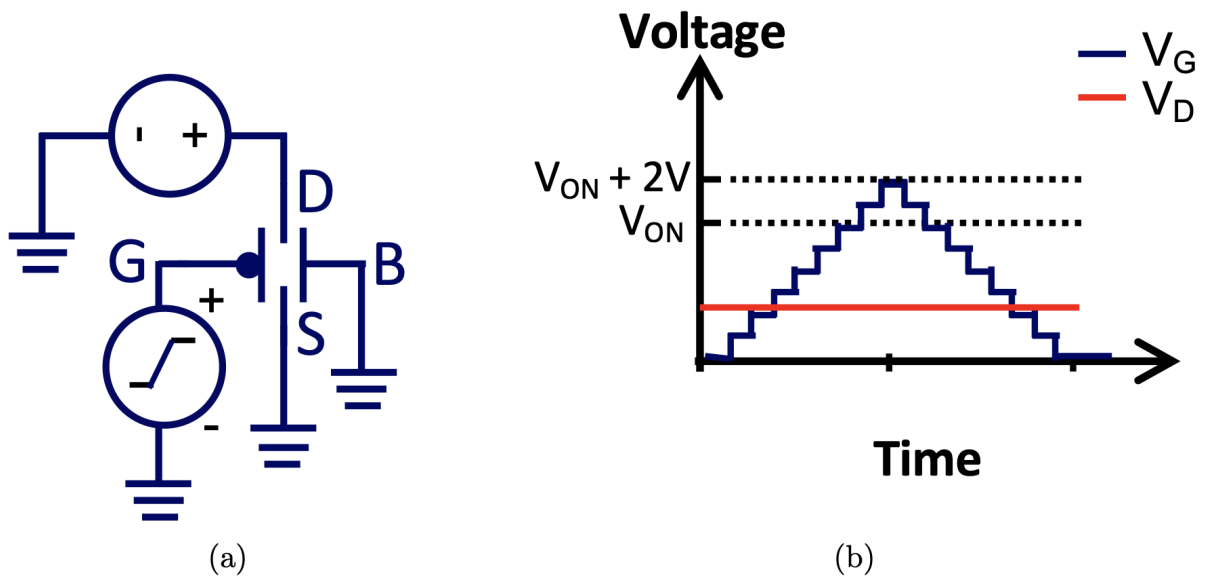 - +
D
G
B
+
S
-
(a)
Voltage
V_G
V_D
V_ON + 2V
V_ON
Time
(b)